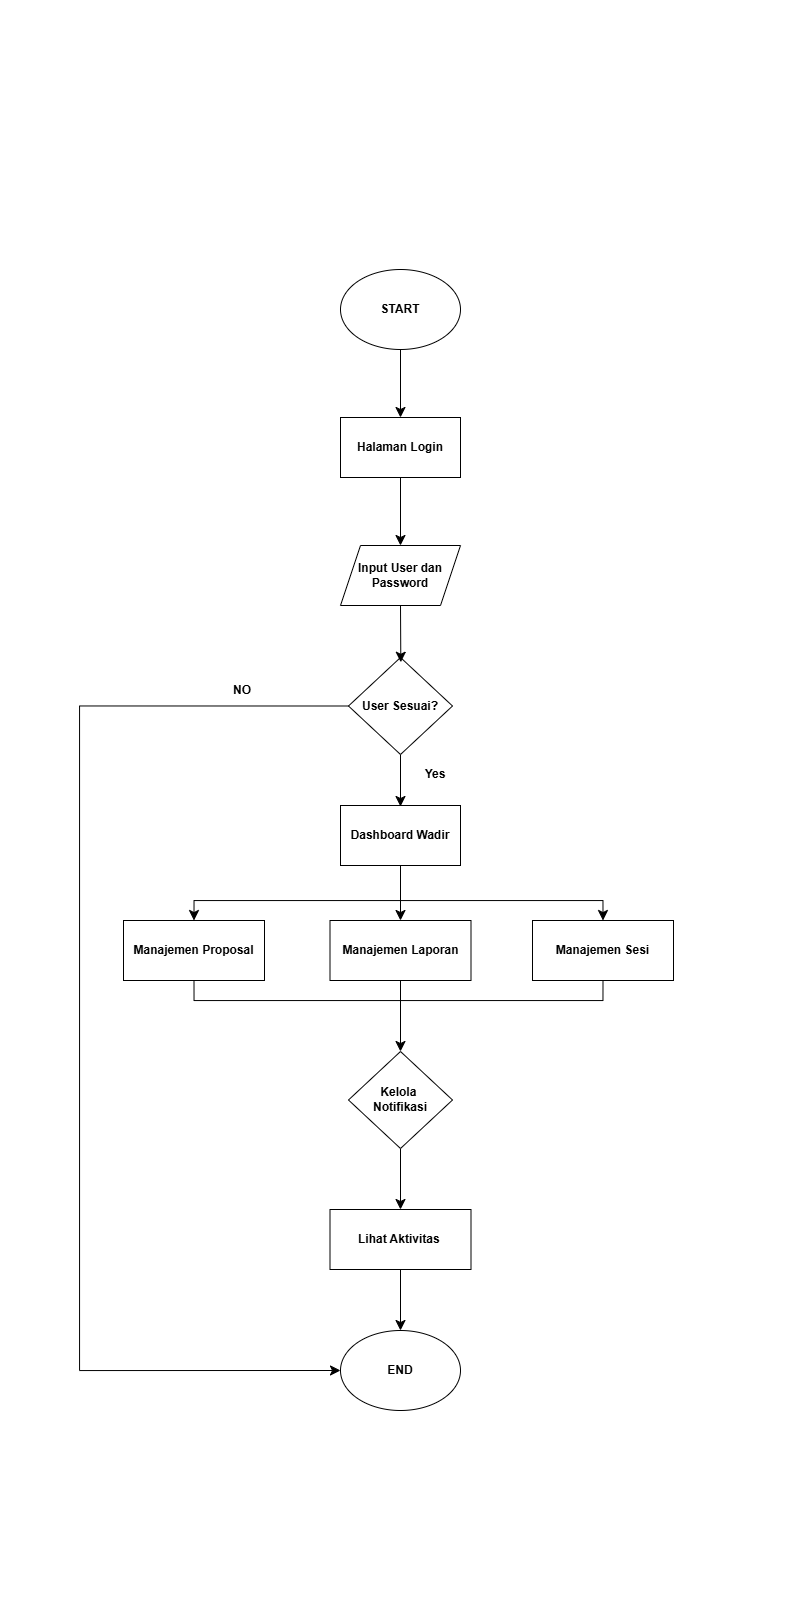 START
Halaman Login
Input User dan
Password
NO
User Sesuai?
Yes
Dashboard Wadir
Manajemen Proposal
Manajemen Laporan
Manajemen Sesi
Kelola
Notifikasi
Lihat Aktivitas
END